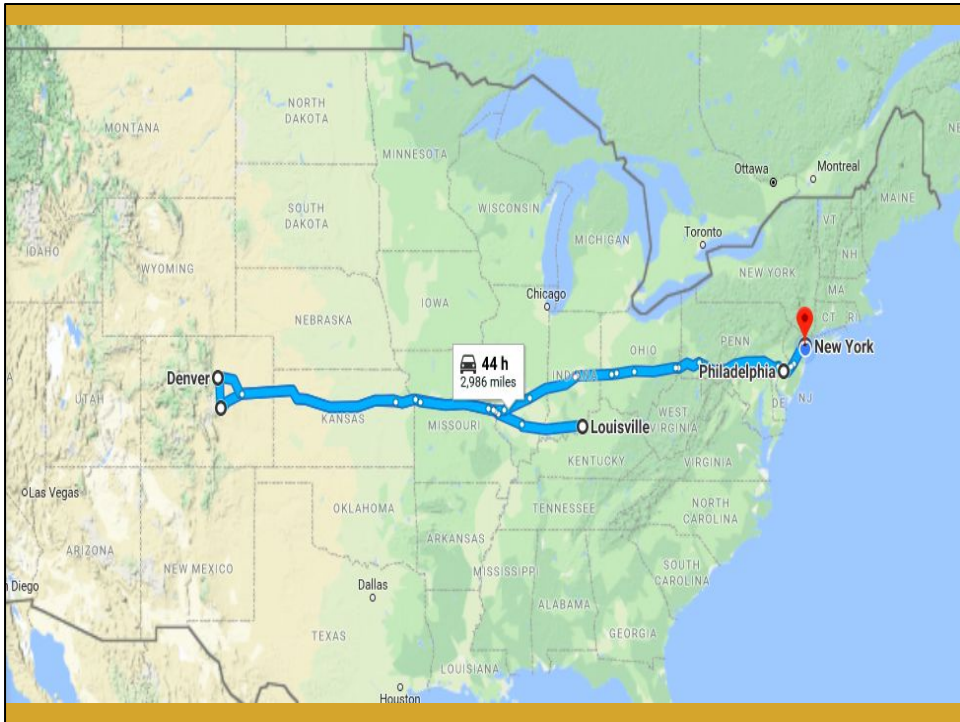 NORTH
DAKOTA
MONTANA
MINNESOTA
Ottawa
Montreal
NE
MAINE
SOUTH
DAKOTA
WISCONSIN
MICHIGAN
Toronto
VT
NH
IDAHO
WYOMING
NEW YORK
MA
CT
RI
IOWA
Chicago
NEBRASKA
44 h
2,986 miles
OHIO
PENN
New York
Denver
INDIANA
Philadelphia
UTAH
KANSAS
MISSOURI
Louisville
WEST
VIRGINIA
DE
NJ
KENTUCKY
VIRGINIA
Las Vegas
OKLAHOMA
TENNESSEE
NORTH
CAROLINA
ARIZONA
NEW MEXICO
ARKANSAS
SOUTH
CAROLINA
n Diego
Dallas
MISSISSIPPI
ALABAMA
GEORGIA
TEXAS
LOUISIANA
Houston